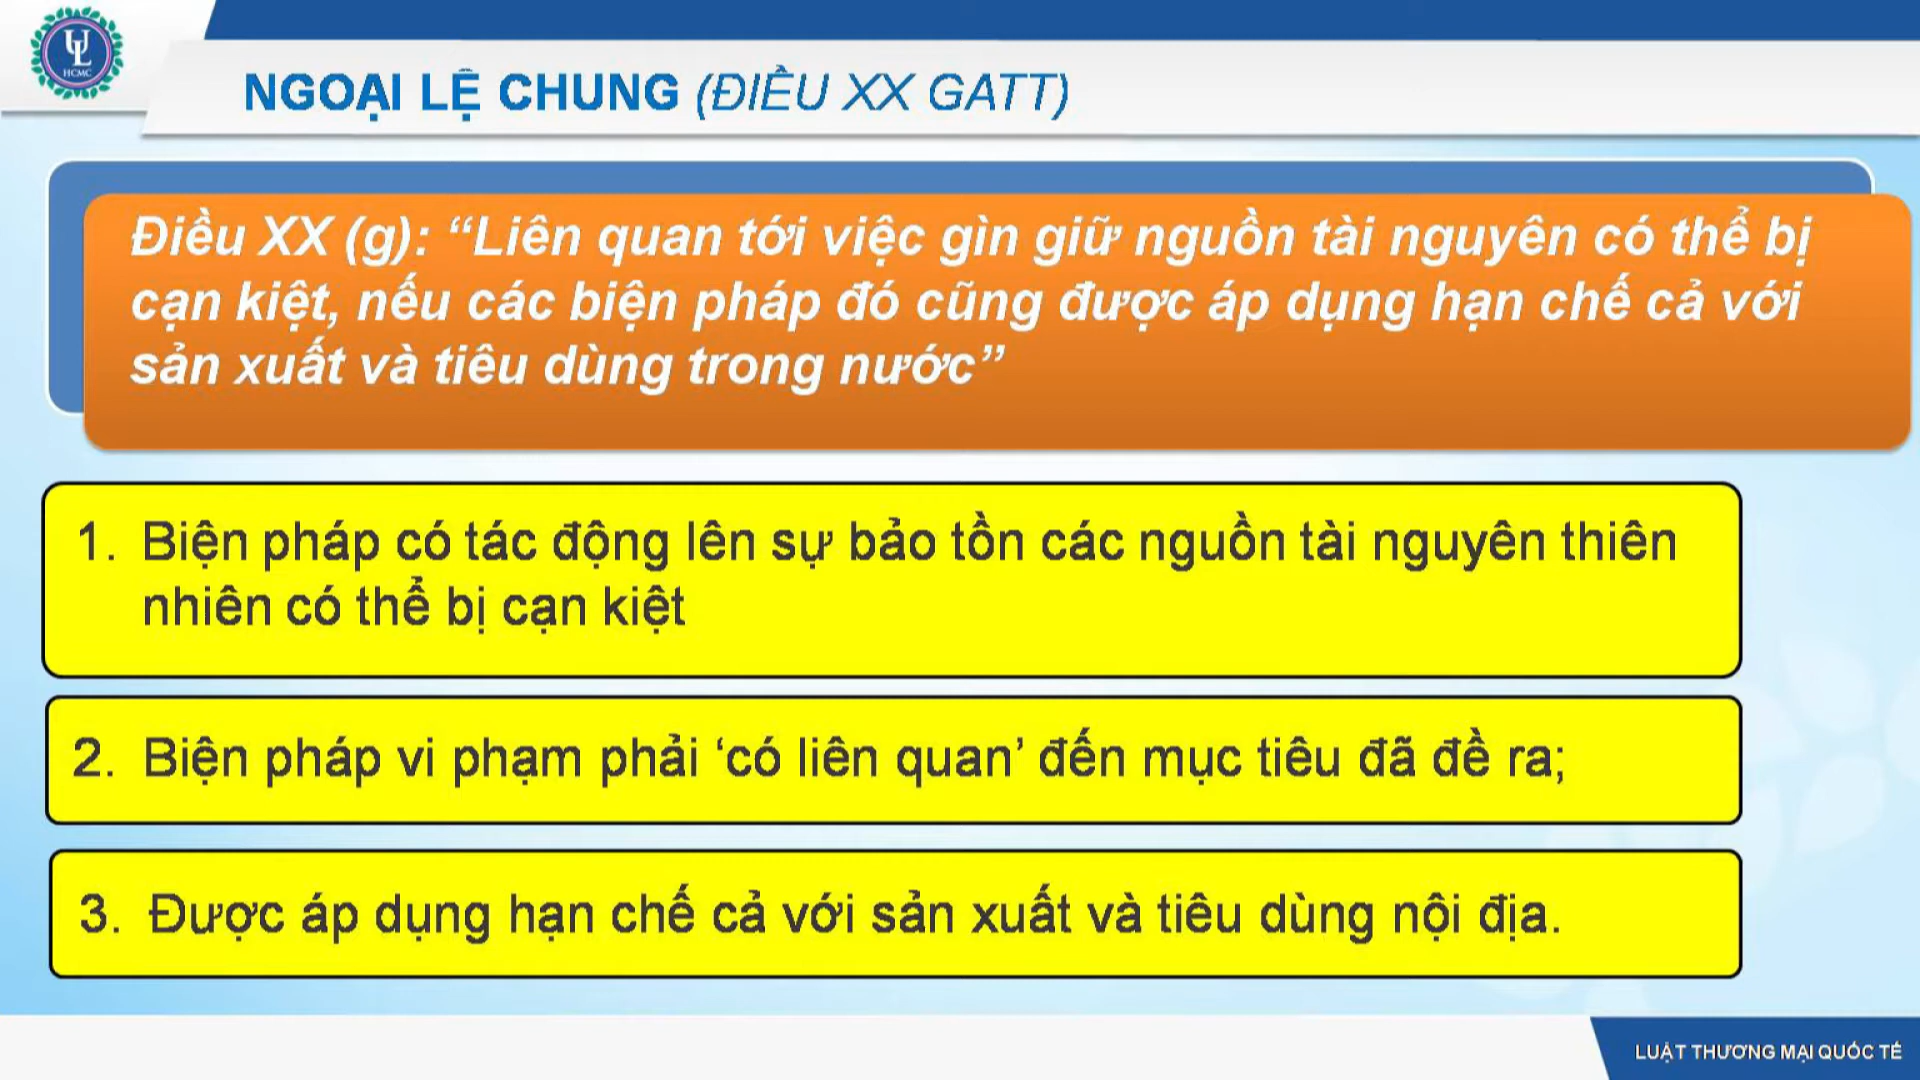 UL
HCMC
NGOẠI LỆ CHUNG (ĐIỀU XX GATT)
Điều XX (g): “Liên quan tới việc gìn giữ nguồn tài nguyên có thể bị
cạn kiệt, nếu các biện pháp đó cũng được áp dụng hạn chế cả với
sản xuất và tiêu dùng trong nước”
1. Biện pháp có tác động lên sự bảo tồn các nguồn tài nguyên thiên
nhiên có thể bị cạn kiệt
2. Biện pháp vi phạm phải ‘có liên quan’ đến mục tiêu đã đề ra;
3. Được áp dụng hạn chế cả với sản xuất và tiêu dùng nội địa.
LUẬT THƯƠNG MẠI QUỐC TẾ